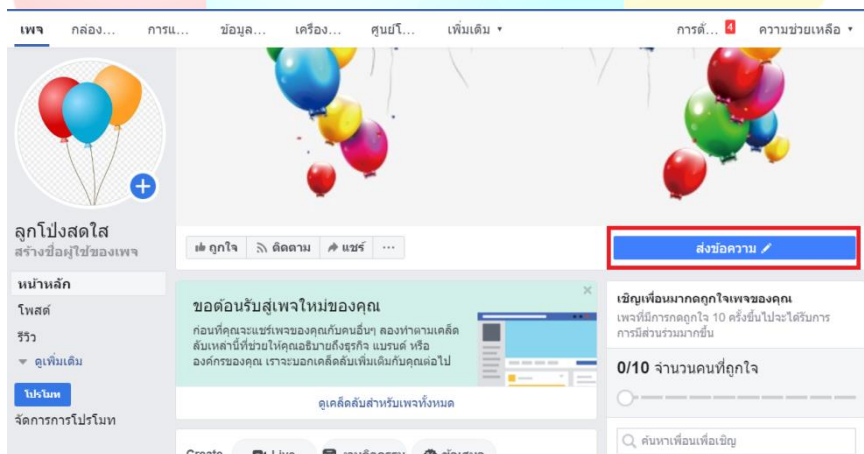 เพจ กล่อง... การแ... ข้อมูล... เครื่อง... ศูนย์โ... เพิ่มเติม การตั้... 4 ความช่วยเหลือ
ลูกโป่งสดใส
สร้างชื่อผู้ใช้ของเพจ
ถูกใจ ติดตาม แชร์ ...
ส่งข้อความ
หน้าหลัก
โพสต์
รีวิว
ดูเพิ่มเติม
โปรโมท
จัดการการโปรโมท
ขอต้อนรับสู่เพจใหม่ของคุณ
ก่อนที่คุณจะแชร์เพจของคุณกับคนอื่นๆ ลองทำตามเคล็ด
ลับเหล่านี้ที่ช่วยให้คุณอธิบายถึงธุรกิจ แบรนด์ หรือ
องค์กรของคุณ เราจะบอกเคล็ดลับเพิ่มเติมกับคุณต่อไป
ดูเคล็ดลับสำหรับเพจทั้งหมด
เชิญเพื่อนมากดถูกใจเพจของคุณ
เพจที่มีการกดถูกใจ 10 ครั้งขึ้นไปจะได้รับการ
การมีส่วนร่วมมากขึ้น
0/10 จำนวนคนที่ถูกใจ
ค้นหาเพื่อนเพื่อเชิญ
Create Live งานกิจกรรม ข้อเสนอ